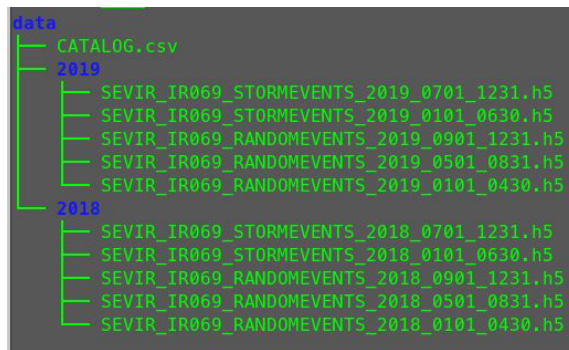 data
CATALOG.csv
2019
SEVIR_IR069_STORMEVENTS_2019_0701_1231.h5
SEVIR_IR069_STORMEVENTS_2019_0101_0630.h5
SEVIR_IR069_RANDOMEVENTS_2019_0901_1231.h5
SEVIR_IR069_RANDOMEVENTS_2019_0501_0831.h5
SEVIR_IR069_RANDOMEVENTS_2019_0101_0430.h5
2018
SEVIR_IR069_STORMEVENTS_2018_0701_1231.h5
SEVIR_IR069_STORMEVENTS_2018_0101_0630.h5
SEVIR_IR069_RANDOMEVENTS_2018_0901_1231.h5
SEVIR_IR069_RANDOMEVENTS_2018_0501_0831.h5
SEVIR_IR069_RANDOMEVENTS_2018_0101_0430.h5